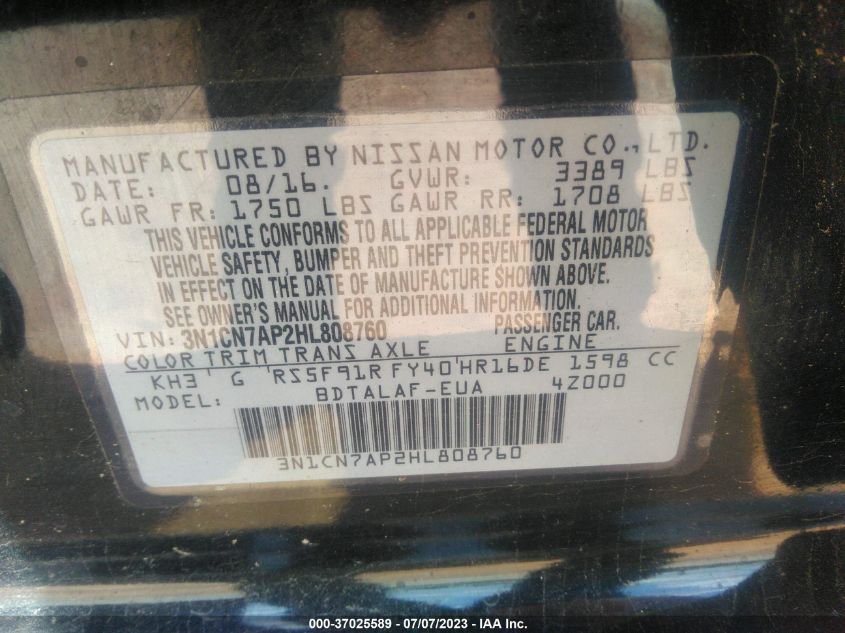 MANUFACTURED BY NISSAN MOTOR CO., LTD.
DATE: 08/16. GVWR: 3389 LBS
GAWR FR: 1750 LBS GAWR RR: 1708 LBS
THIS VEHICLE CONFORMS TO ALL APPLICABLE FEDERAL MOTOR
VEHICLE SAFETY, BUMPER AND THEFT PREVENTION STANDARDS
IN EFFECT ON THE DATE OF MANUFACTURE SHOWN ABOVE.
SEE OWNER'S MANUAL FOR ADDITIONAL INFORMATION.
VIN: 3N1CN7AP2HL808760 PASSENGER CAR.
COLOR TRIM TRANS AXLE ENGINE
KH3 G RS5F91R FY40 HR16DE 1598 CC
MODEL: BDTALAF-EUA 4Z000
3N1CN7AP2HL808760
000-37025589 - 07/07/2023 - IAA Inc.